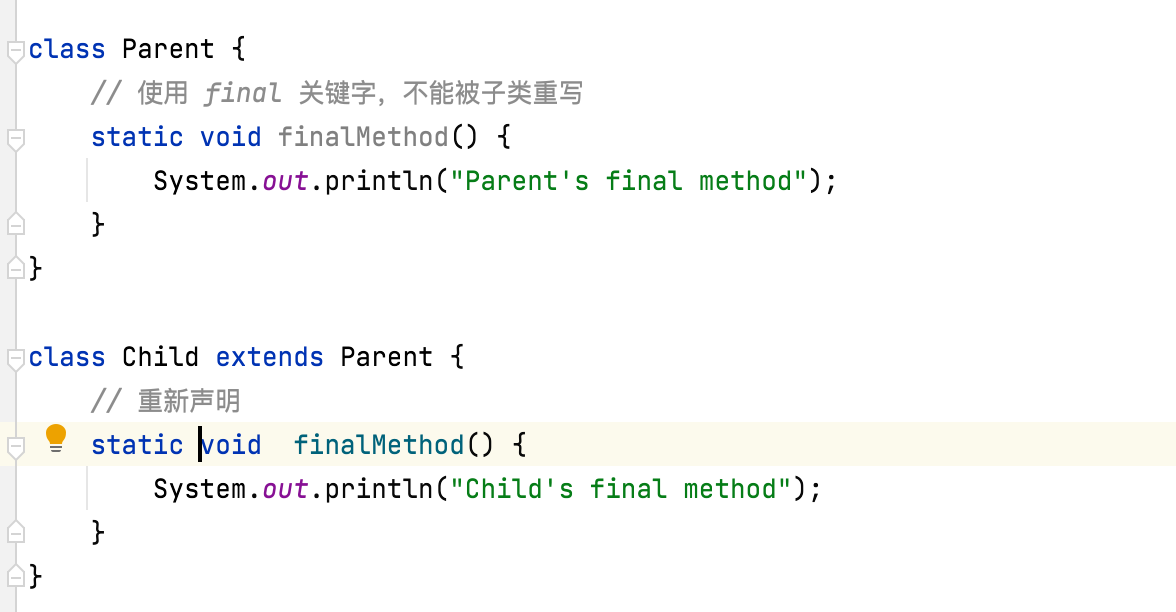 class Parent {
    // 使用 final 关键字，不能被子类重写
    static void finalMethod() {
        System.out.println("Parent's final method");
    }
}
class Child extends Parent {
    // 重新声明
    static void  finalMethod() {
        System.out.println("Child's final method");
    }
}